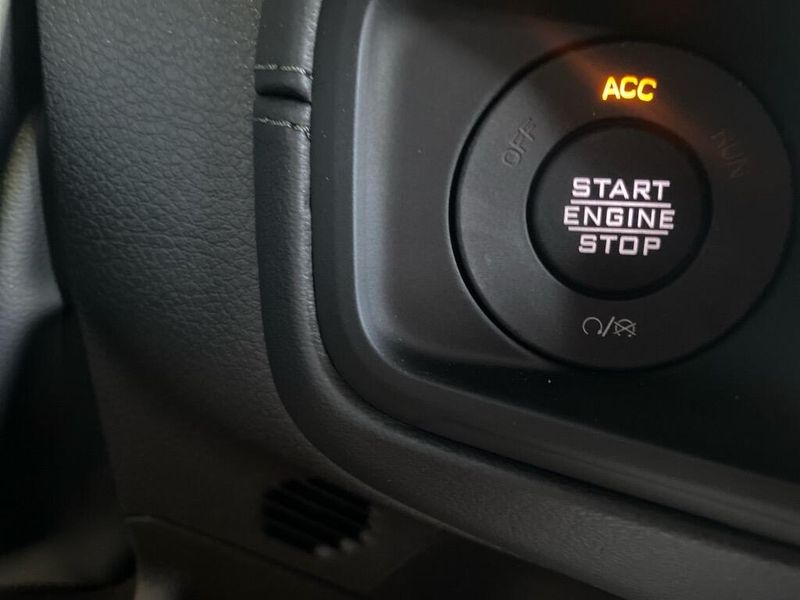 ACC
OFF
RUN
START
ENGINE
STOP